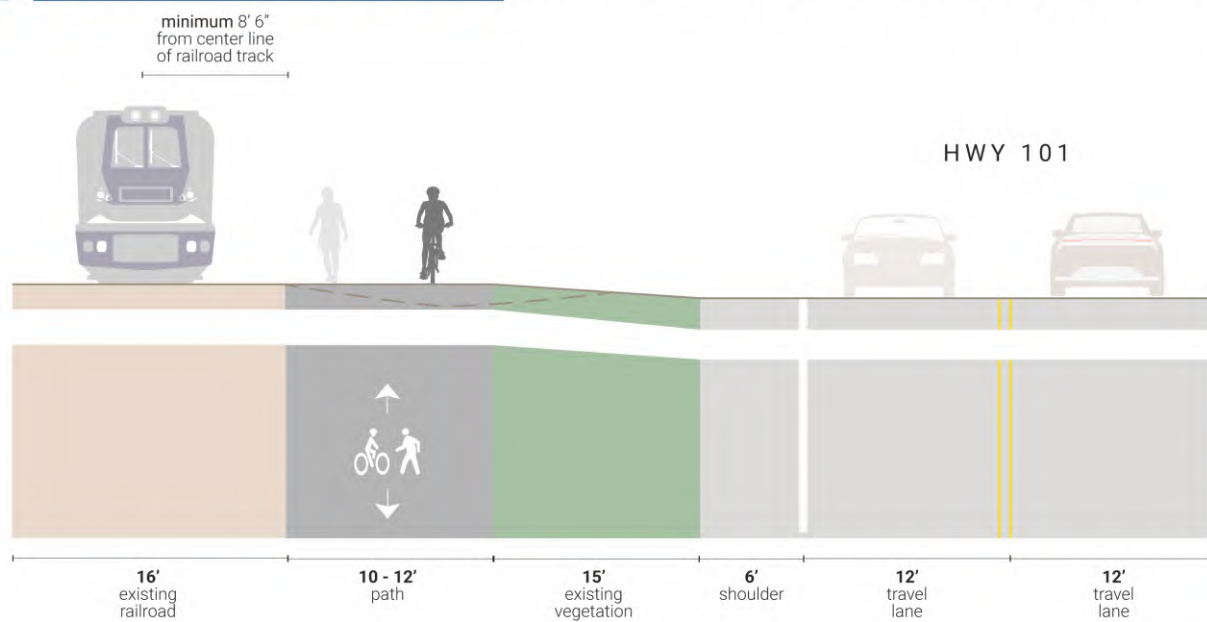 minimum 8' 6"
from center line
of railroad track
HWY 101
16'
existing
railroad
10 - 12'
path
15'
existing
vegetation
6'
shoulder
12'
travel
lane
12'
travel
lane